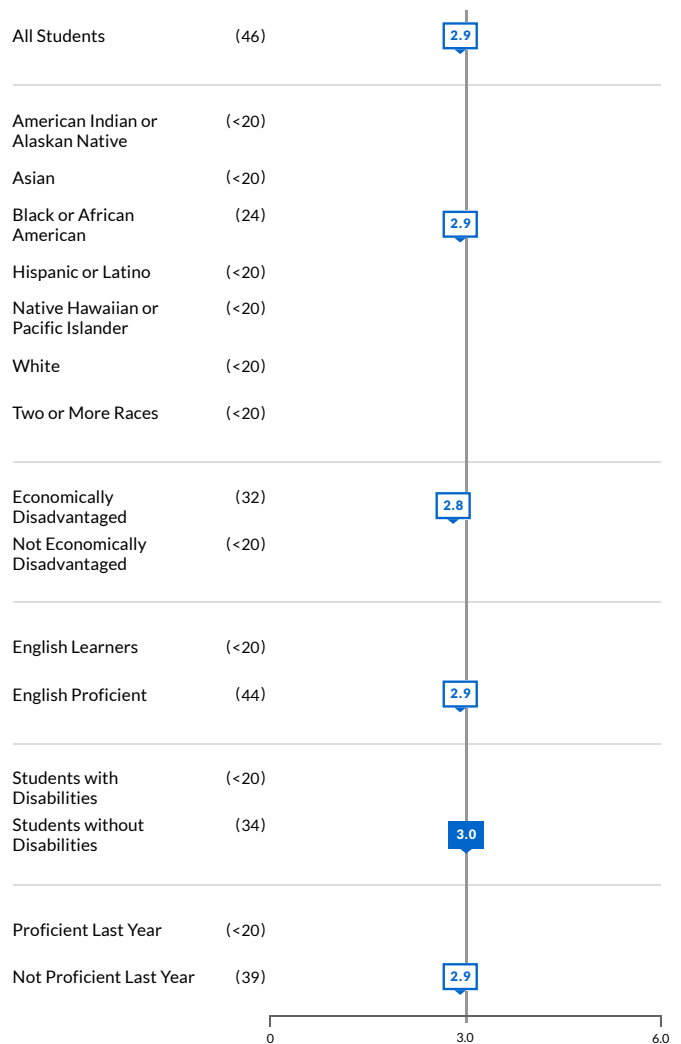 All Students (46) 2.9
American Indian or (<20)
Alaskan Native
Asian (<20)
Black or African (24) 2.9
American
Hispanic or Latino (<20)
Native Hawaiian or (<20)
Pacific Islander
White (<20)
Two or More Races (<20)
Economically (32) 2.8
Disadvantaged
Not Economically (<20)
Disadvantaged
English Learners (<20)
English Proficient (44) 2.9
Students with (<20)
Disabilities
Students without (34) 3.0
Disabilities
Proficient Last Year (<20)
Not Proficient Last Year (39) 2.9
0 3.0 6.0